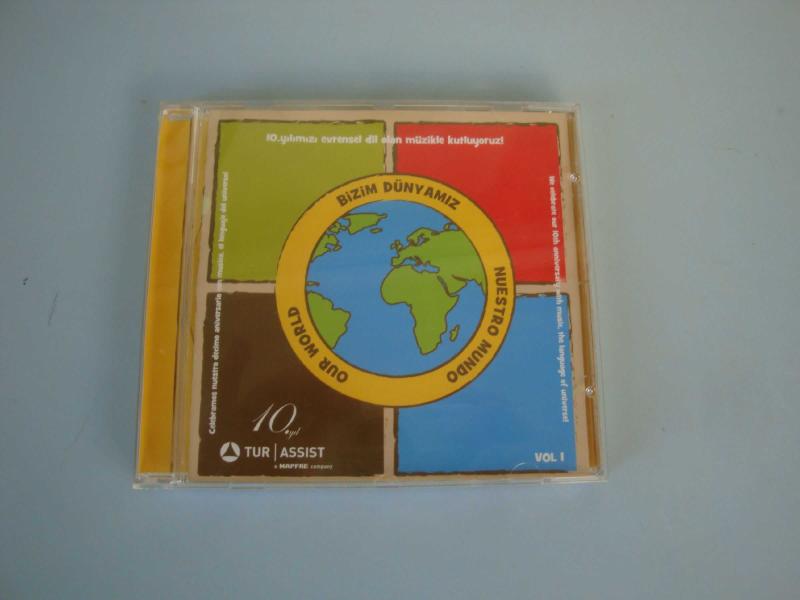 10.yılımızı evrensel dil olan müzikle kutluyoruz!
BİZİM DÜNYAMIZ
NUESTRO MUNDO
OUR WORLD
Celebramos nuestro décimo aniversario con musica, el lenguaje del universo!
We celebrate our 10th anniversary with music, the language of universe!
10.yıl
TUR | ASSIST
a MAPFRE company
VOL 1